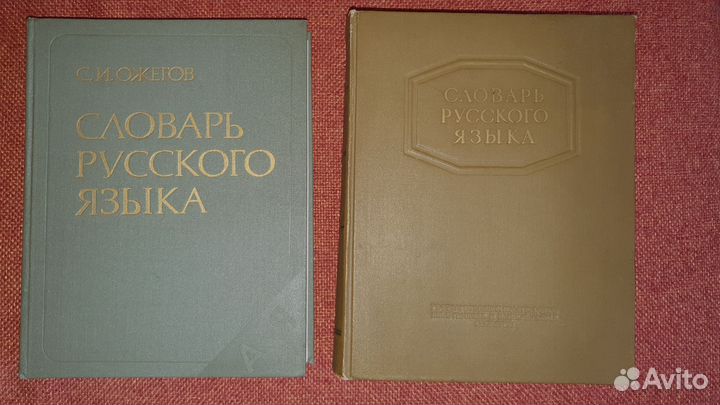 С. И. ОЖЕГОВ
СЛОВАРЬ
РУССКОГО
ЯЗЫКА
СЛОВАРЬ
РУССКОГО
ЯЗЫКА
Avito